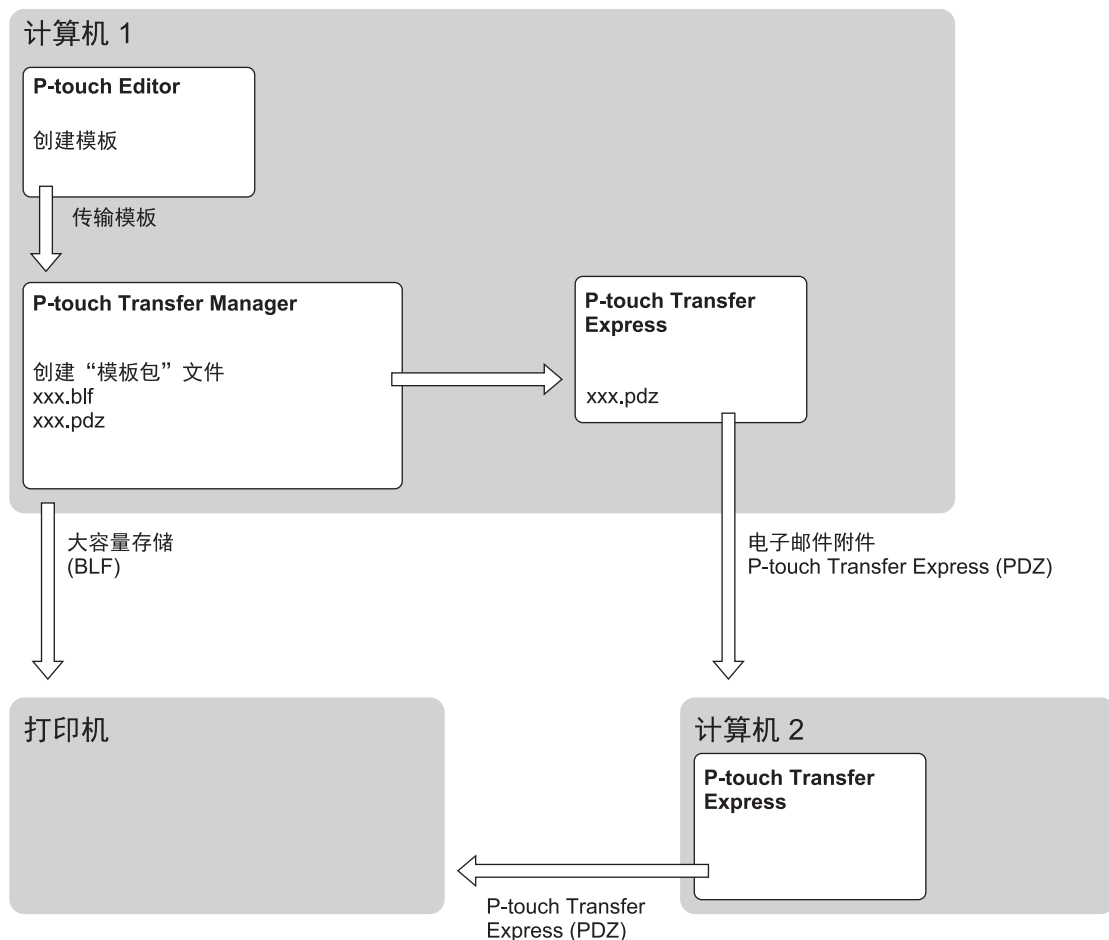 计算机 1
P-touch Editor
创建模板
传输模板
P-touch Transfer Manager
创建“模板包”文件
xxx.blf
xxx.pdz
P-touch Transfer
Express
xxx.pdz
大容量存储
(BLF)
电子邮件附件
P-touch Transfer Express (PDZ)
打印机
计算机 2
P-touch Transfer
Express
P-touch Transfer
Express (PDZ)